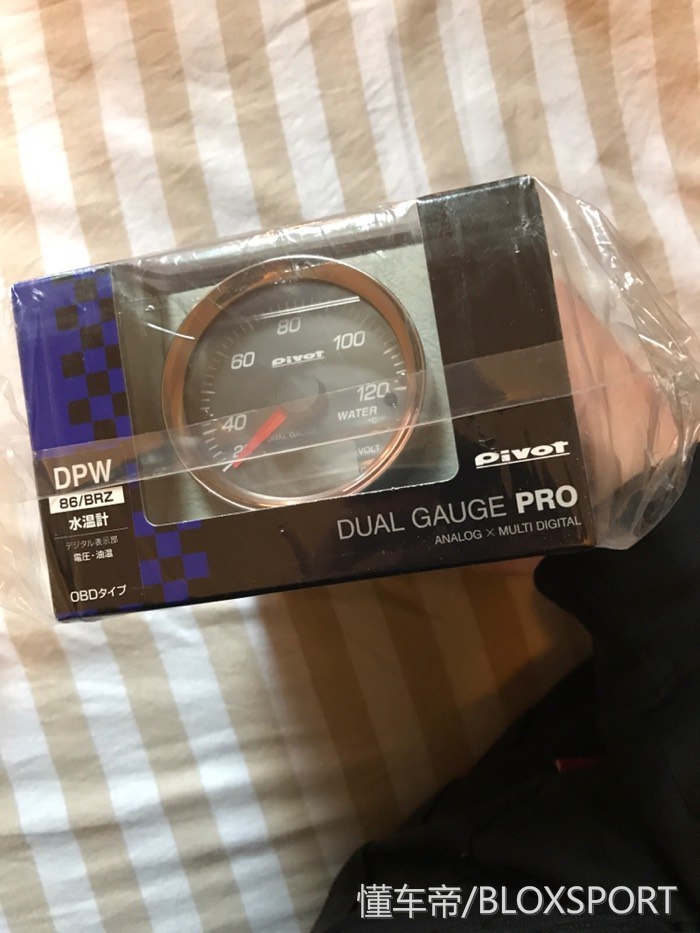 80
60
100
pivot
120
40
WATER
°C
DUAL GAUGE
2
VOLT
DPW
86/BRZ
水温計
デジタル表示部
電圧・油温
OBDタイプ
pivot
DUAL GAUGE PRO
ANALOG × MULTI DIGITAL
懂车帝/BLOXSPORT